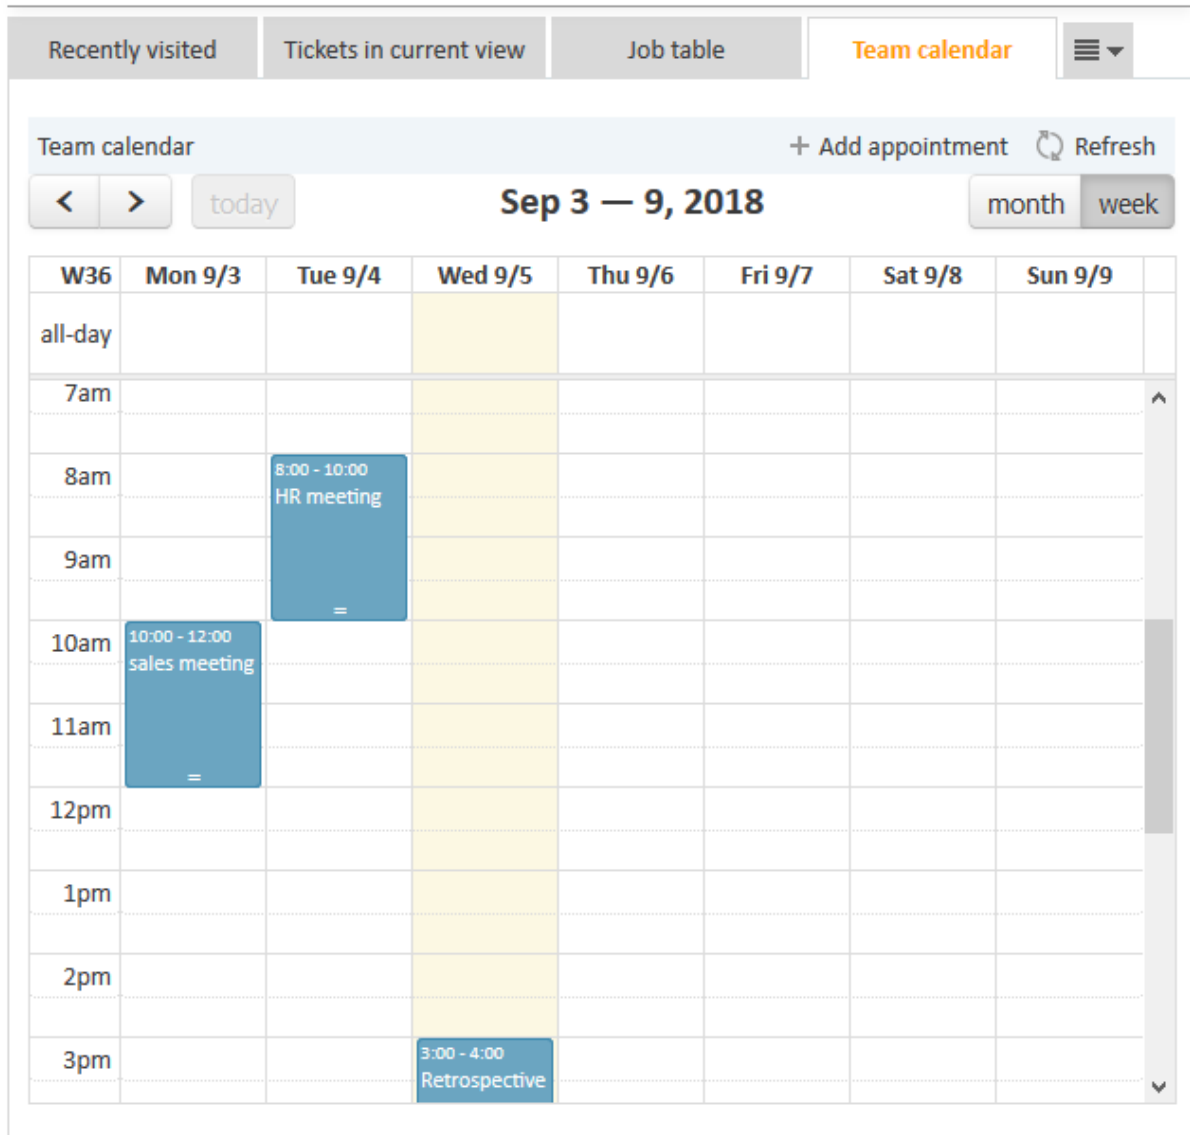 Recently visited Tickets in current view Job table Team calendar
Team calendar + Add appointment Refresh
< > today Sep 3 — 9, 2018 month week
W36 Mon 9/3 Tue 9/4 Wed 9/5 Thu 9/6 Fri 9/7 Sat 9/8 Sun 9/9
all-day
7am
8am 8:00 - 10:00
HR meeting
9am
=
10am 10:00 - 12:00
sales meeting
11am
=
12pm
1pm
2pm
3pm 3:00 - 4:00
Retrospective